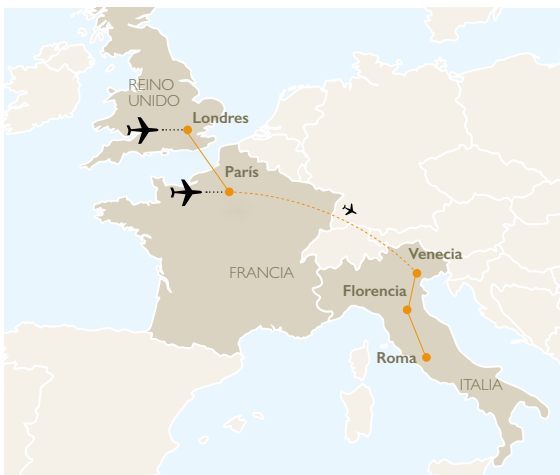 REINO
UNIDO
Londres
París
Venecia
FRANCIA
Florencia
Roma
ITALIA